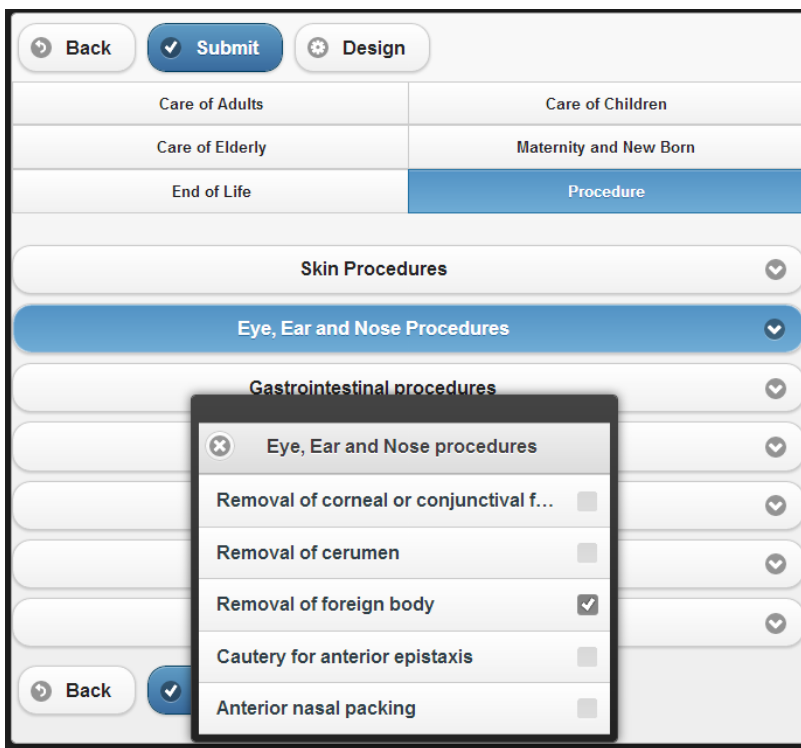 Back Submit Design
Care of Adults Care of Children
Care of Elderly Maternity and New Born
End of Life Procedure
Skin Procedures
Eye, Ear and Nose Procedures
Gastrointestinal procedures
Eye, Ear and Nose procedures
Removal of corneal or conjunctival f...
Removal of cerumen
Removal of foreign body
Cautery for anterior epistaxis
Back
Anterior nasal packing